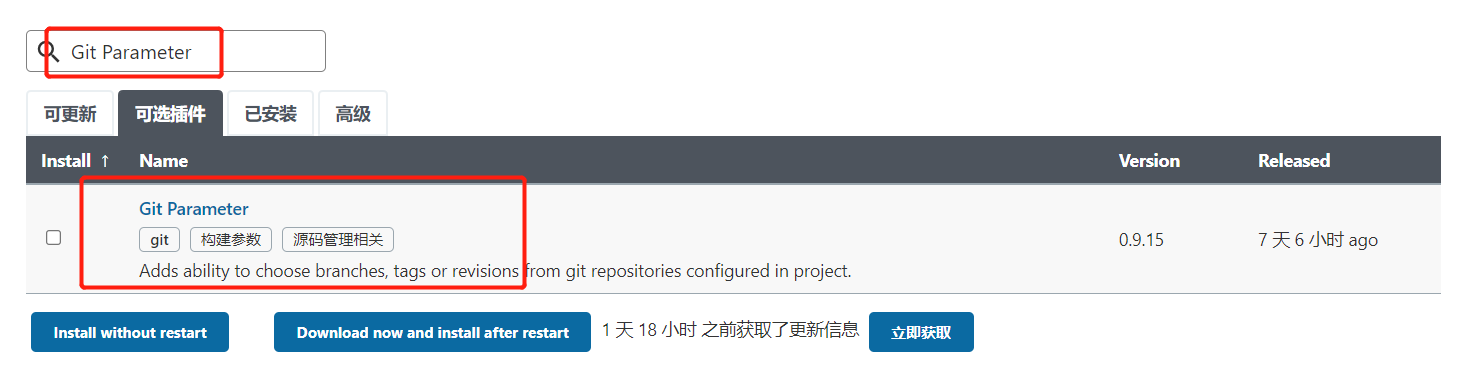 Git Parameter
可更新 可选插件 已安装 高级
Install ↑ Name Version Released
Git Parameter
git 构建参数 源码管理相关
0.9.15 7 天 6 小时 ago
Adds ability to choose branches, tags or revisions from git repositories configured in project.
Install without restart Download now and install after restart 1 天 18 小时 之前获取了更新信息 立即获取